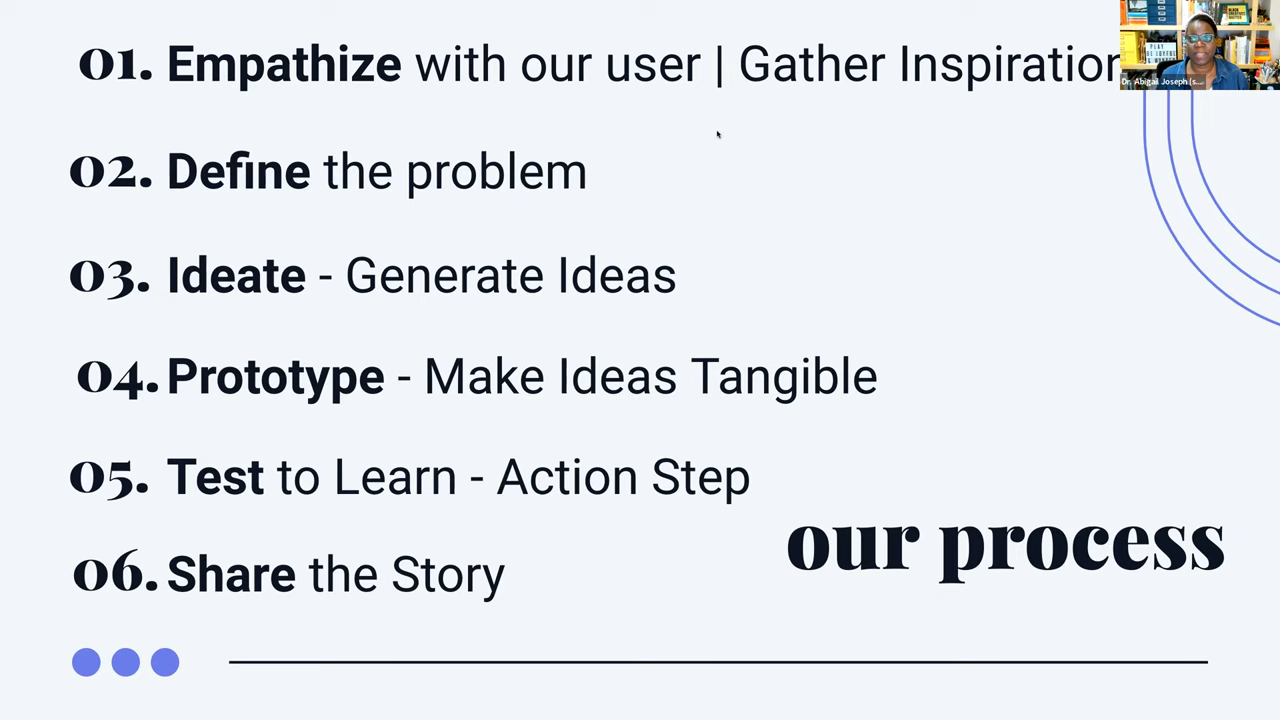 01. Empathize with our user | Gather Inspiration
02. Define the problem
03. Ideate - Generate Ideas
04. Prototype - Make Ideas Tangible
05. Test to Learn - Action Step
our process
06. Share the Story
Dr. Abigail Joseph (s...
PLAY